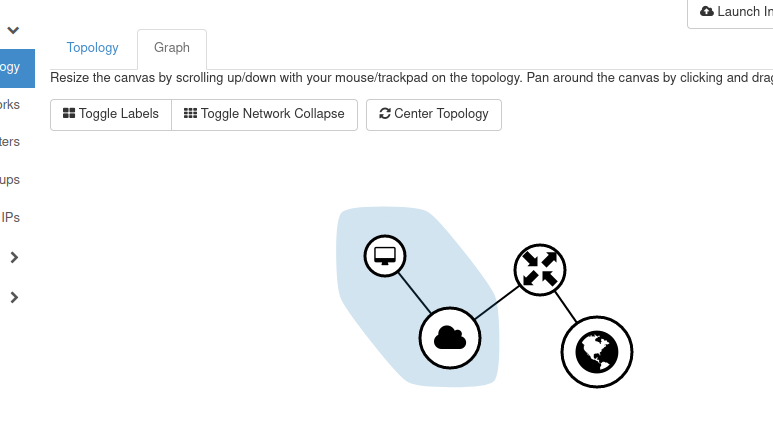 Launch In
Topology
Graph
ogy
Resize the canvas by scrolling up/down with your mouse/trackpad on the topology. Pan around the canvas by clicking and drag
orks
Toggle Labels
Toggle Network Collapse
Center Topology
ters
ups
IPs